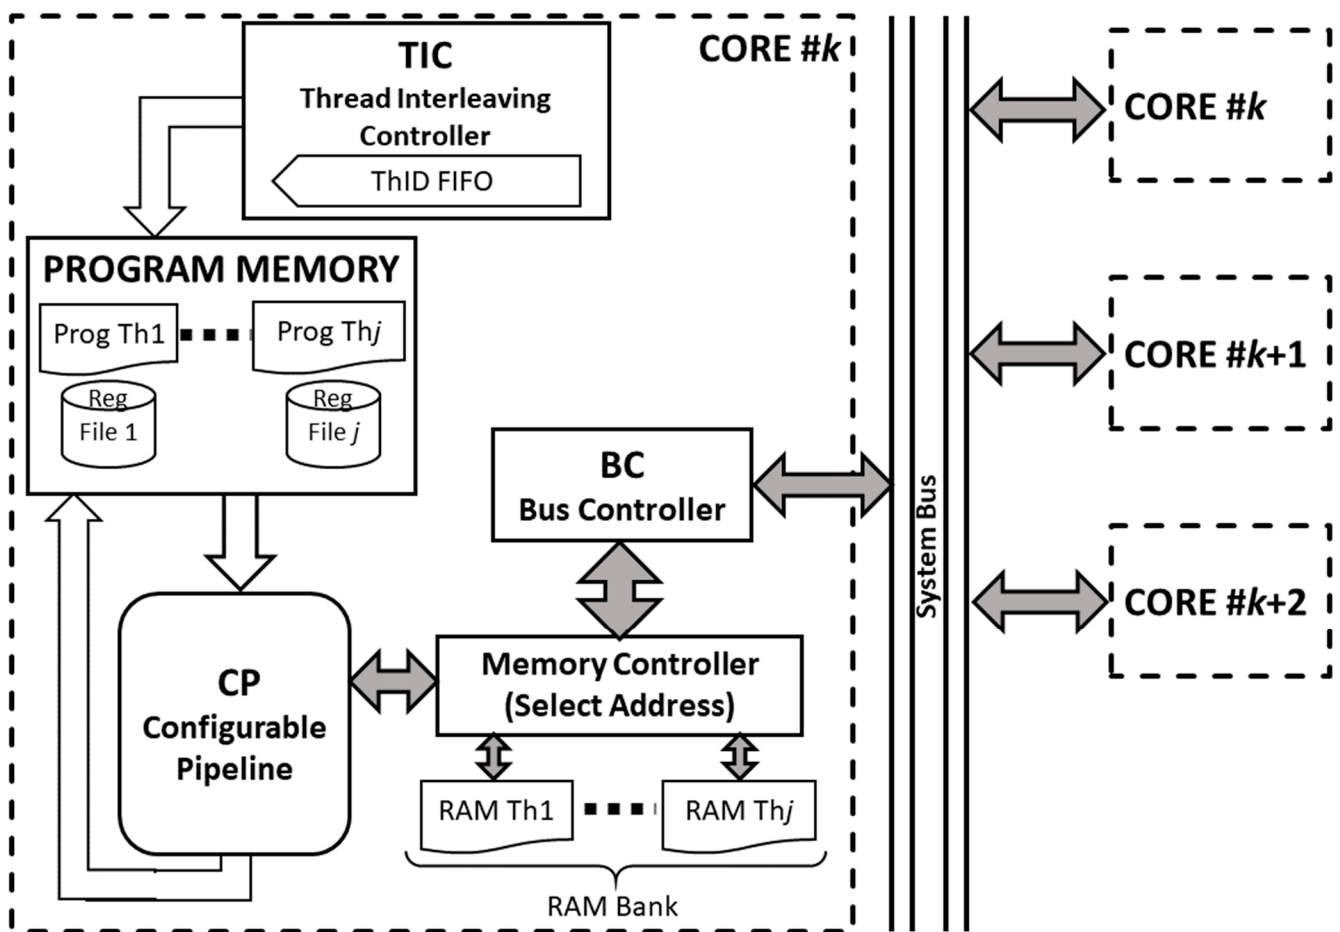 TIC
Thread Interleaving
Controller
ThID FIFO
CORE #k
PROGRAM MEMORY
Prog Th1
Prog Thj
Reg
File 1
Reg
File j
BC
Bus Controller
CP
Configurable
Pipeline
Memory Controller
(Select Address)
RAM Th1
RAM Thj
RAM Bank
System Bus
CORE #k
CORE #k+1
CORE #k+2